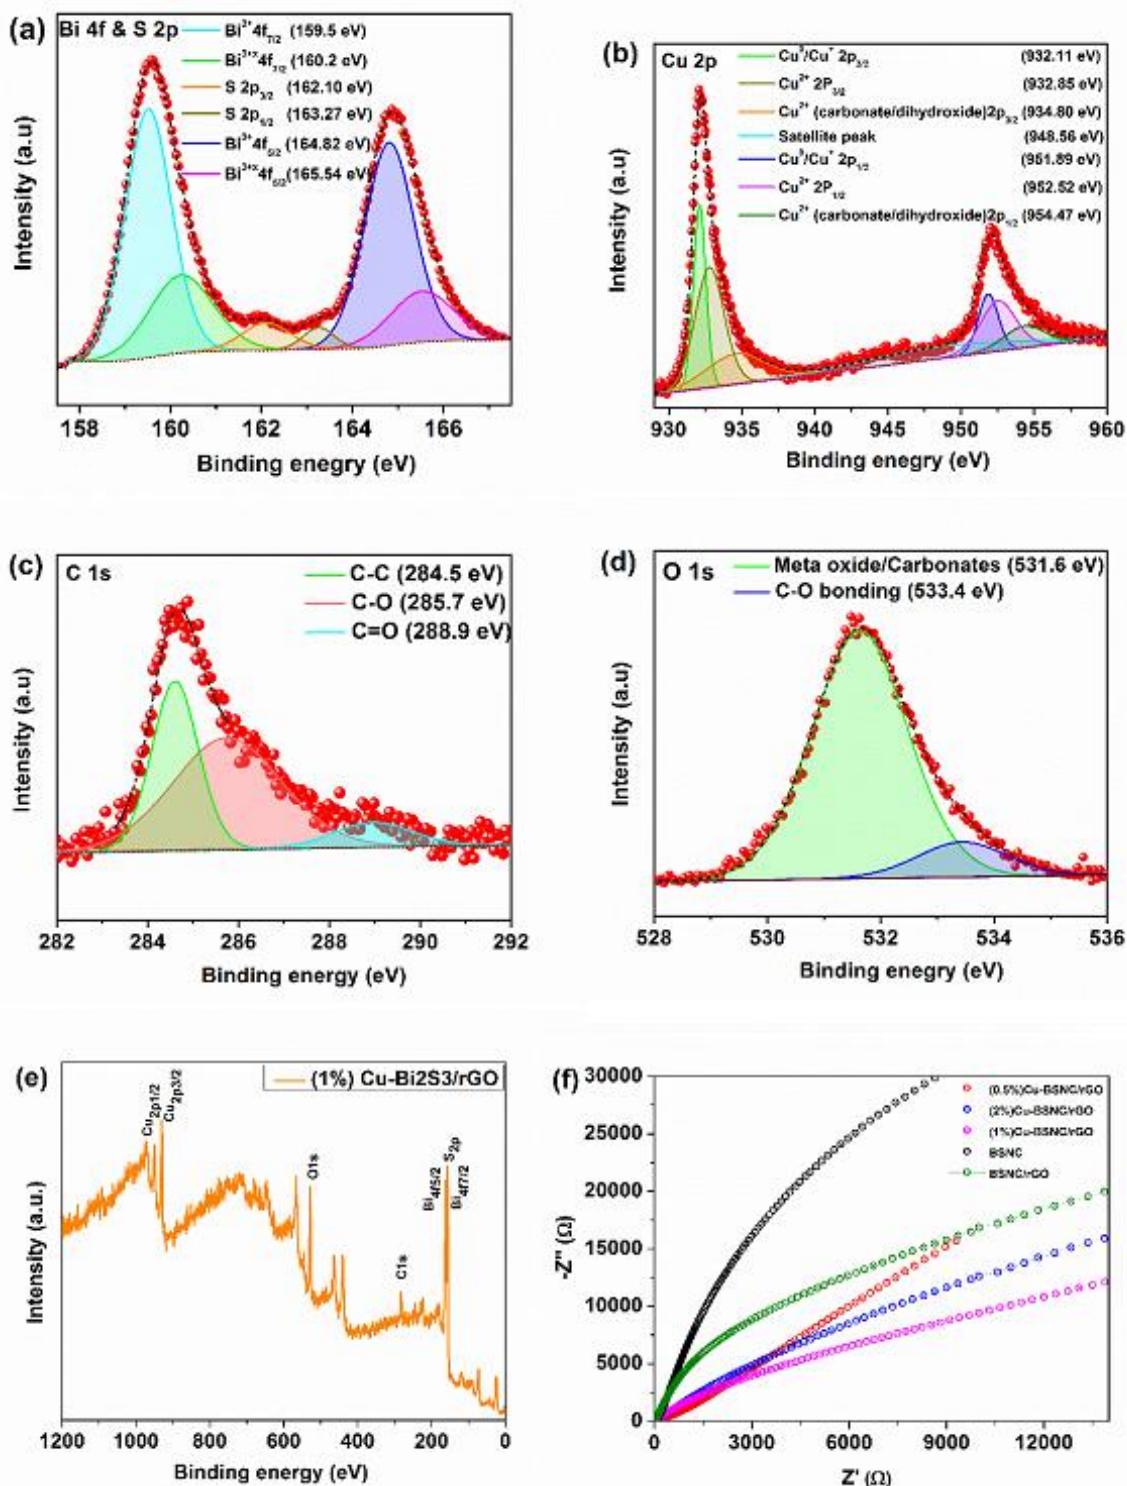 (a)
Bi 4f & S 2p
Bi³⁺4f₇/₂ (159.5 eV)
Bi³⁺ˣ4f₇/₂ (160.2 eV)
S 2p₃/₂ (162.10 eV)
S 2p₁/₂ (163.27 eV)
Bi³⁺4f₅/₂ (164.82 eV)
Bi³⁺ˣ4f₅/₂(165.54 eV)
Intensity (a.u)
158 160 162 164 166
Binding enegry (eV)
(b)
Cu 2p
Cu⁰/Cu⁺ 2p₃/₂ (932.11 eV)
Cu²⁺ 2P₃/₂ (932.85 eV)
Cu²⁺ (carbonate/dihydroxide)2p₃/₂ (934.80 eV)
Satellite peak (948.56 eV)
Cu⁰/Cu⁺ 2p₁/₂ (951.89 eV)
Cu²⁺ 2P₁/₂ (952.52 eV)
Cu²⁺ (carbonate/dihydroxide)2p₁/₂ (954.47 eV)
Intensity (a.u)
930 935 940 945 950 955 960
Binding enegry (eV)
(c)
C 1s
C-C (284.5 eV)
C-O (285.7 eV)
C=O (288.9 eV)
Intensity (a.u)
282 284 286 288 290 292
Binding energy (eV)
(d)
O 1s
Meta oxide/Carbonates (531.6 eV)
C-O bonding (533.4 eV)
Intensity (a.u)
528 530 532 534 536
Binding enegry (eV)
(e)
(1%) Cu-Bi2S3/rGO
Cu2p1/2
Cu2p3/2
O1s
C1s
Bi4f5/2
S2p
Bi4f7/2
Intensity (a.u.)
1200 1000 800 600 400 200 0
Binding energy (eV)
(f)
30000
25000
20000
15000
10000
5000
0
(0.5%)Cu-BSNC/rGO
(2%)Cu-BSNC/rGO
(1%)Cu-BSNC/rGO
BSNC
BSNC/rGO
-Z'' (Ω)
0 3000 6000 9000 12000
Z' (Ω)